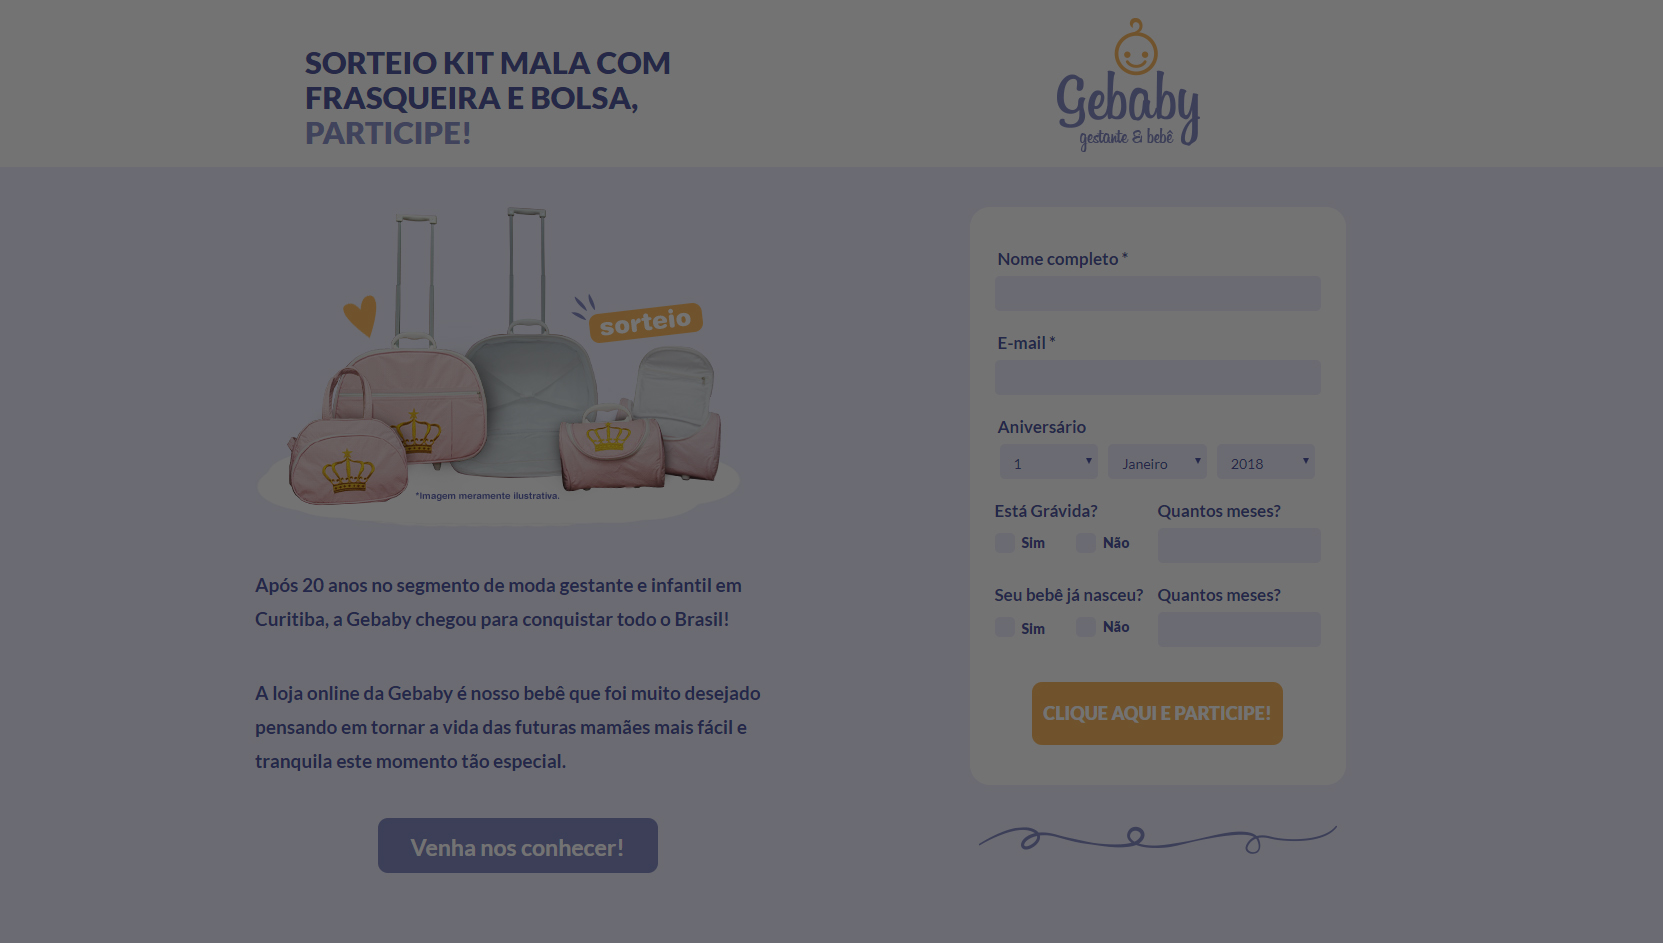 SORTEIO KIT MALA COM
FRASQUEIRA E BOLSA,
PARTICIPE!
Gebaby
gestante & bebê
sorteio
*Imagem meramente ilustrativa.
Após 20 anos no segmento de moda gestante e infantil em
Curitiba, a Gebaby chegou para conquistar todo o Brasil!
A loja online da Gebaby é nosso bebê que foi muito desejado
pensando em tornar a vida das futuras mamães mais fácil e
tranquila este momento tão especial.
Venha nos conhecer!
Nome completo *
E-mail *
Aniversário
1 Janeiro 2018
Está Grávida? Quantos meses?
Sim Não
Seu bebê já nasceu? Quantos meses?
Sim Não
CLIQUE AQUI E PARTICIPE!